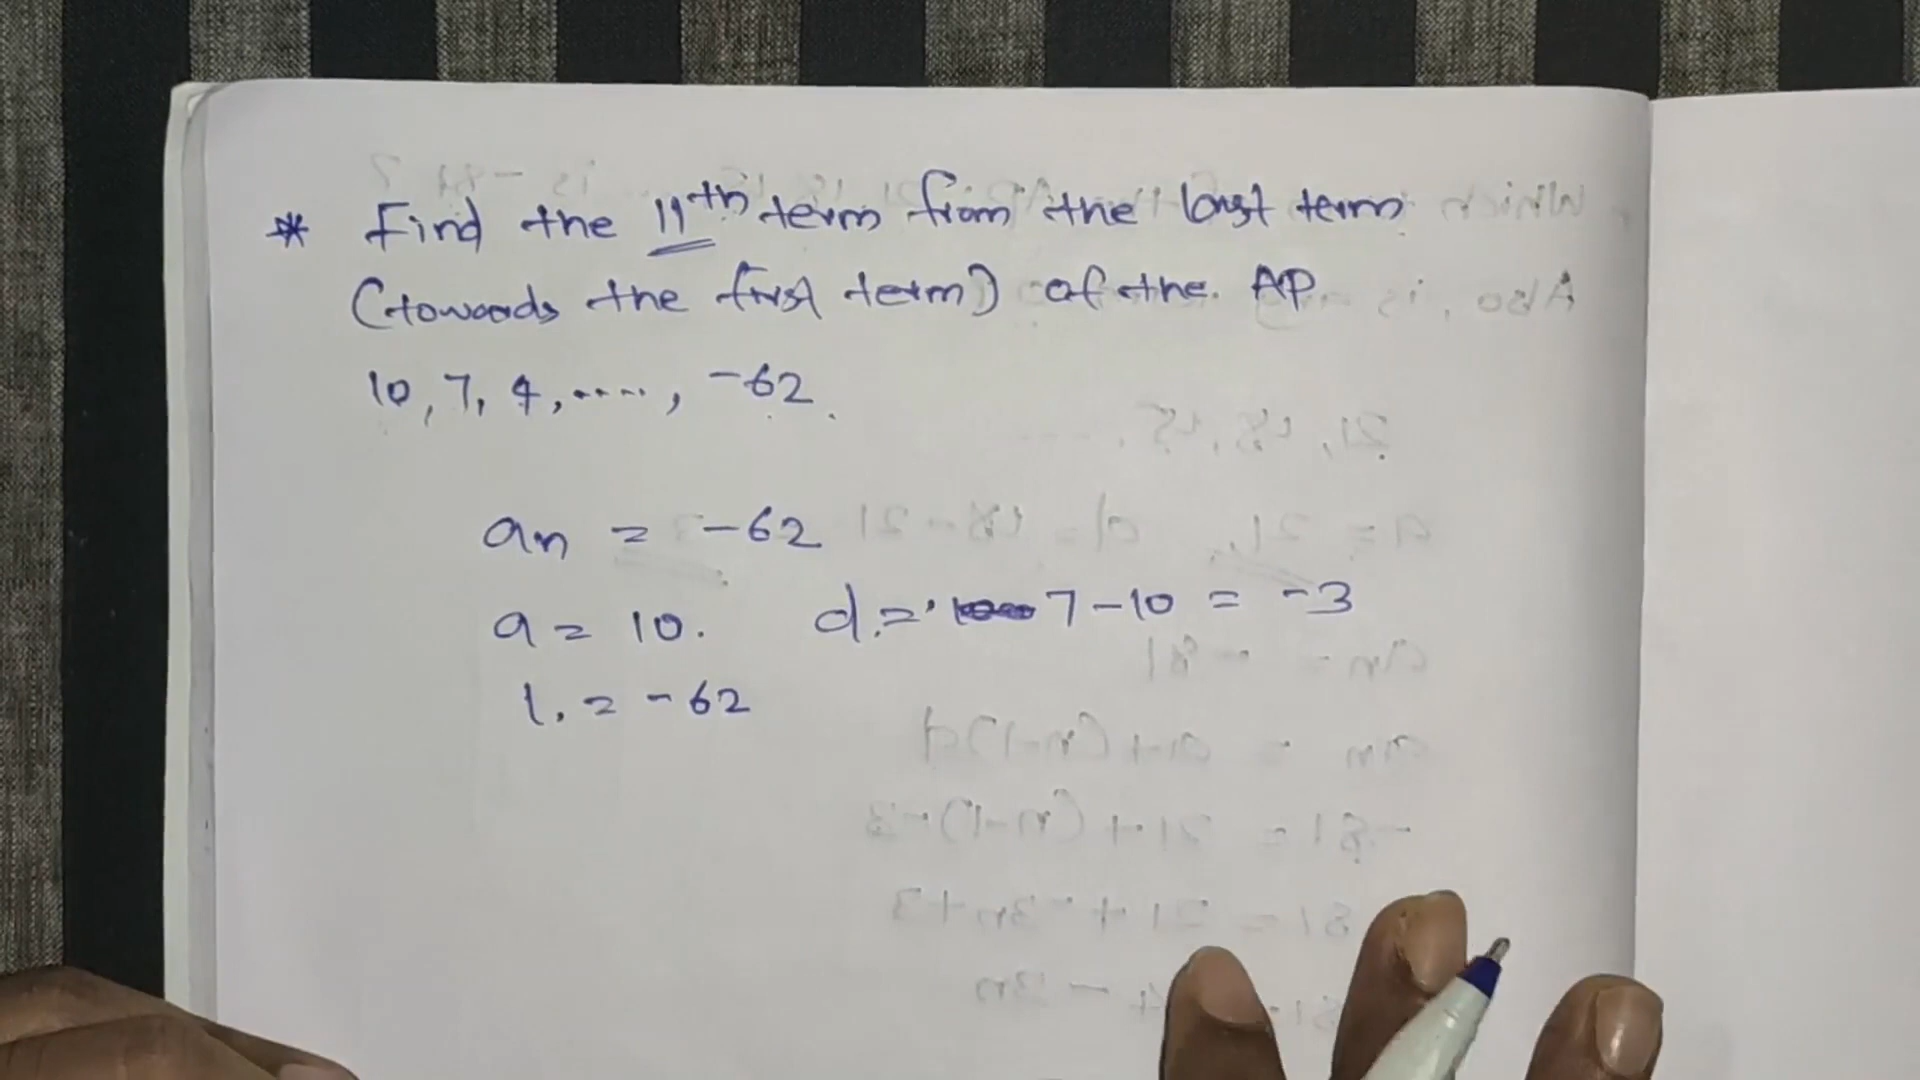 * Find the 11th term from the last term
(towards the first term) of the AP
10, 7, 4, ....., -62.
an = -62
a = 10. d = 7 - 10 = -3
l. = -62